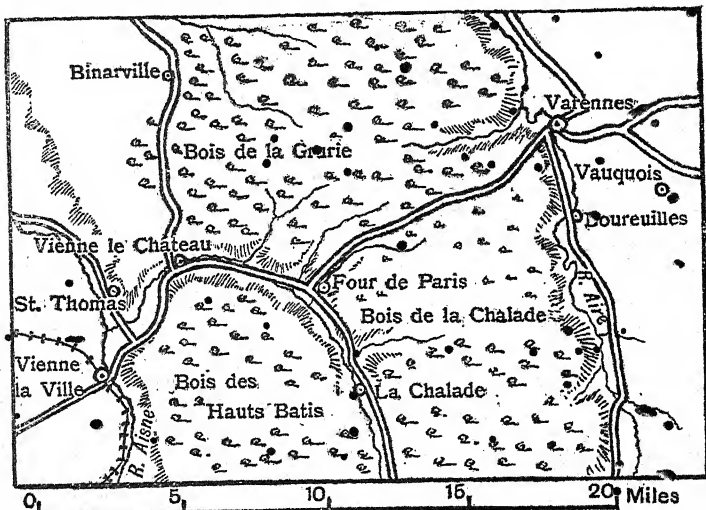 Binarville
Varennes
Bois de la Grurie
Vauquois
Boureuilles
Vienne le Château
St. Thomas
Four de Paris
R. Aire
Bois de la Chalade
Vienne
la Ville
Bois des
Hauts Batis
La Chalade
R. Aisne
0 5 10 15 20 Miles